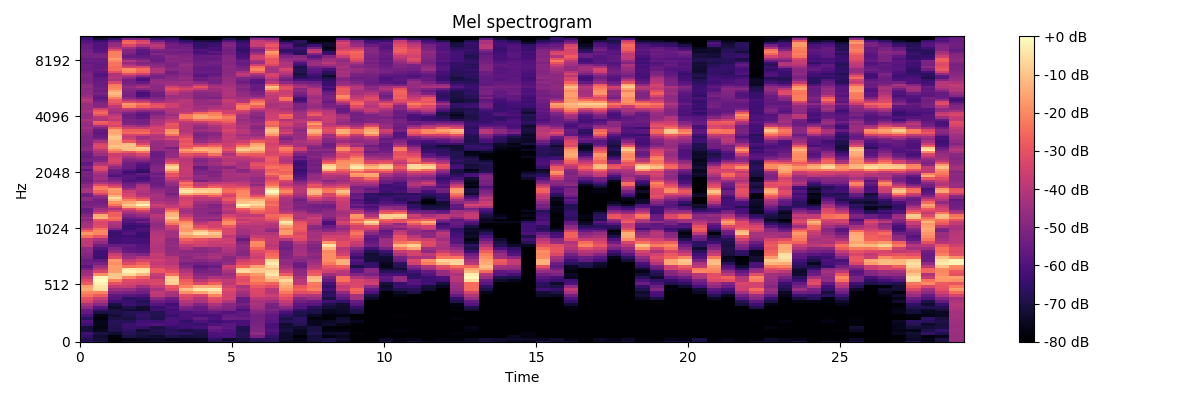 Mel spectrogram
Hz
8192
4096
2048
1024
512
0
0 5 10 15 20 25
Time
+0 dB
-10 dB
-20 dB
-30 dB
-40 dB
-50 dB
-60 dB
-70 dB
-80 dB